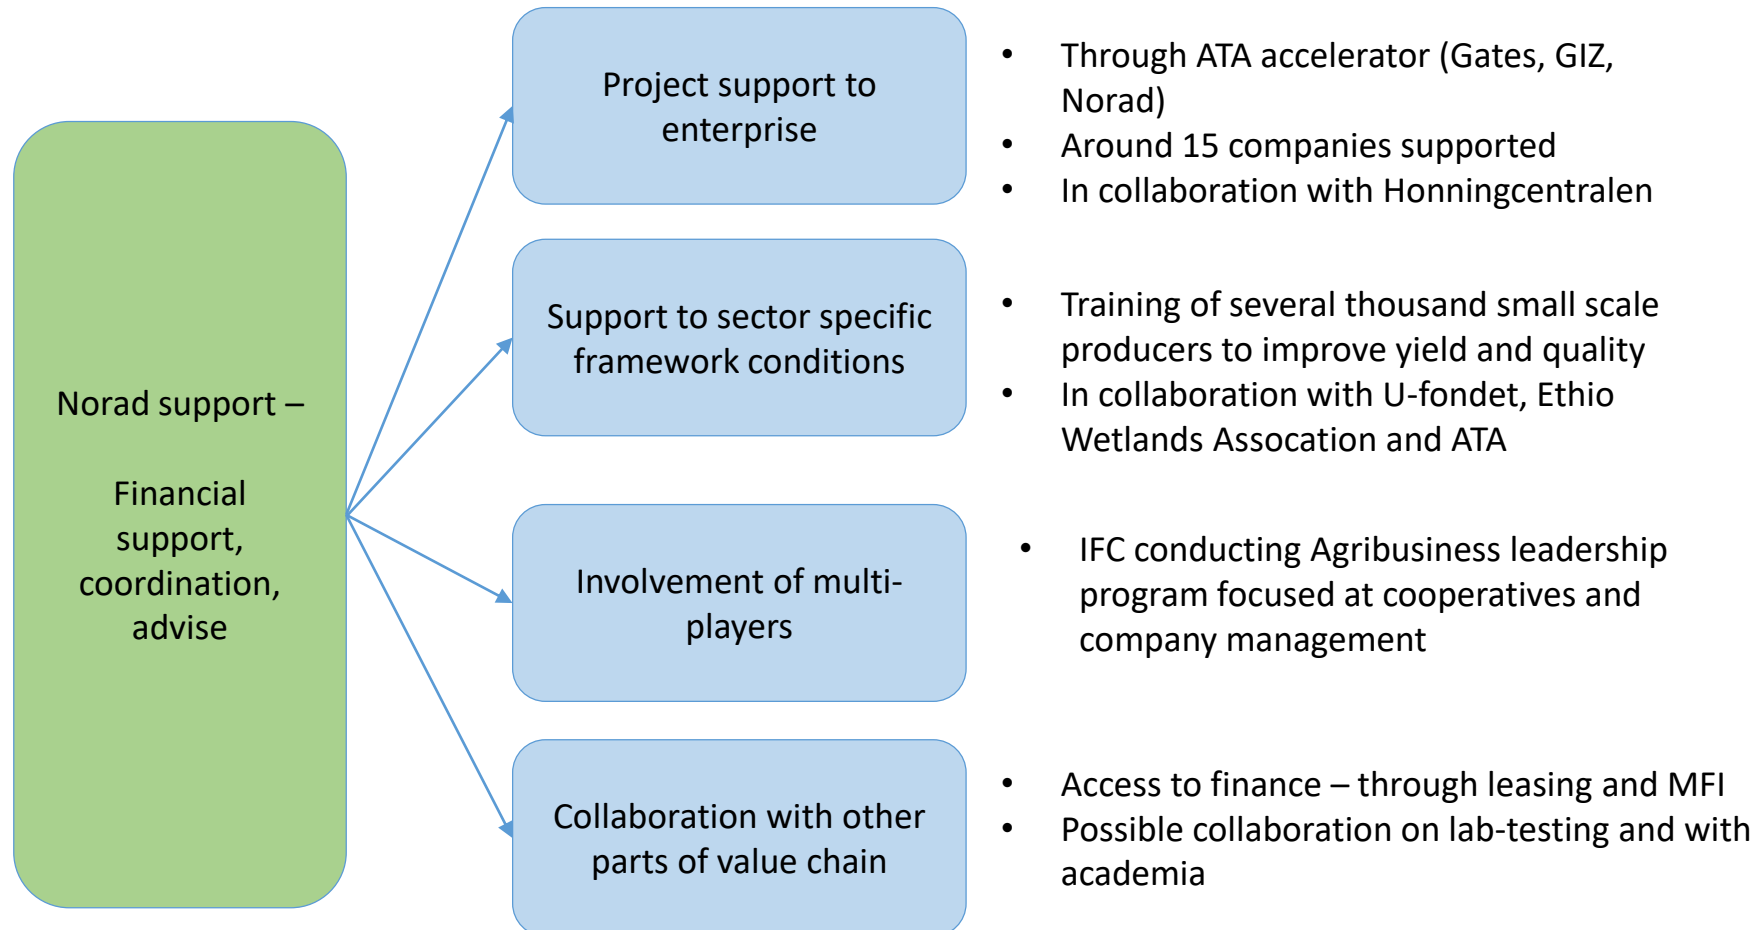 Norad support –
Financial
support,
coordination,
advise
Project support to
enterprise
• Through ATA accelerator (Gates, GIZ,
Norad)
• Around 15 companies supported
• In collaboration with Honningcentralen
Support to sector specific
framework conditions
• Training of several thousand small scale
producers to improve yield and quality
• In collaboration with U-fondet, Ethio
Wetlands Assocation and ATA
Involvement of multi-
players
• IFC conducting Agribusiness leadership
program focused at cooperatives and
company management
Collaboration with other
parts of value chain
• Access to finance – through leasing and MFI
• Possible collaboration on lab-testing and with
academia